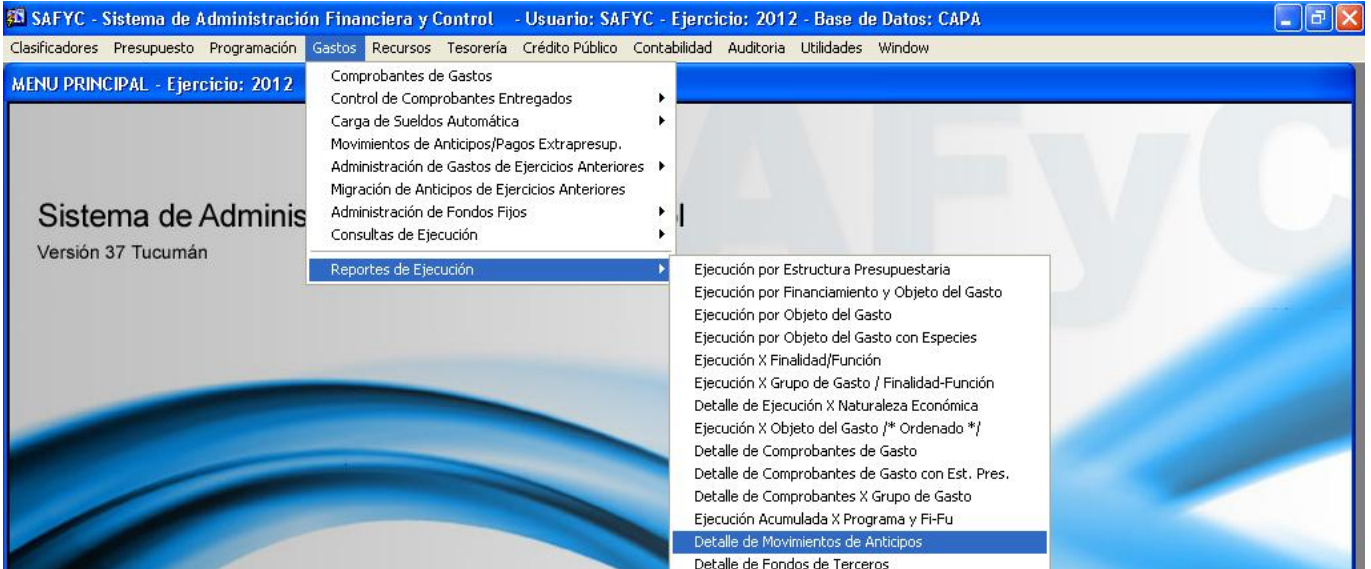 SAFYC - Sistema de Administración Financiera y Control - Usuario: SAFYC - Ejercicio: 2012 - Base de Datos: CAPA
Clasificadores Presupuesto Programación Gastos Recursos Tesorería Crédito Público Contabilidad Auditoria Utilidades Window
MENU PRINCIPAL - Ejercicio: 2012
Comprobantes de Gastos
Control de Comprobantes Entregados
Carga de Sueldos Automática
Movimientos de Anticipos/Pagos Extrapresup.
Administración de Gastos de Ejercicios Anteriores
Migración de Anticipos de Ejercicios Anteriores
Administración de Fondos Fijos
Consultas de Ejecución
Reportes de Ejecución
AFyC
Sistema de Adminis l
Versión 37 Tucumán
Ejecución por Estructura Presupuestaria
Ejecución por Financiamiento y Objeto del Gasto
Ejecución por Objeto del Gasto
Ejecución por Objeto del Gasto con Especies
Ejecución X Finalidad/Función
Ejecución X Grupo de Gasto / Finalidad-Función
Detalle de Ejecución X Naturaleza Económica
Ejecución X Objeto del Gasto /* Ordenado */
Detalle de Comprobantes de Gasto
Detalle de Comprobantes de Gasto con Est. Pres.
Detalle de Comprobantes X Grupo de Gasto
Ejecución Acumulada X Programa y Fi-Fu
Detalle de Movimientos de Anticipos
Detalle de Fondos de Terceros